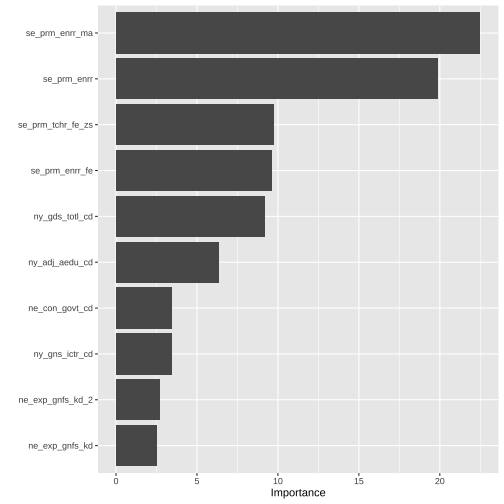 se_prm_enrr_ma
se_prm_enrr
se_prm_tchr_fe_zs
se_prm_enrr_fe
ny_gds_totl_cd
ny_adj_aedu_cd
ne_con_govt_cd
ny_gns_ictr_cd
ne_exp_gnfs_kd_2
ne_exp_gnfs_kd
0 5 10 15 20
Importance